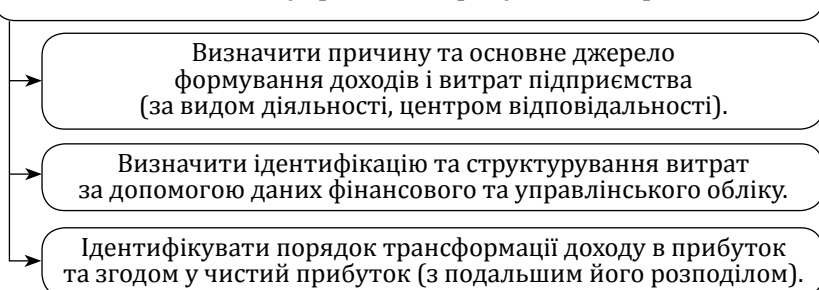 Визначити причину та основне джерело
формування доходів і витрат підприємства
(за видом діяльності, центром відповідальності).
Визначити ідентифікацію та структурування витрат
за допомогою даних фінансового та управлінського обліку.
Ідентифікувати порядок трансформації доходу в прибуток
та згодом у чистий прибуток (з подальшим його розподілом).